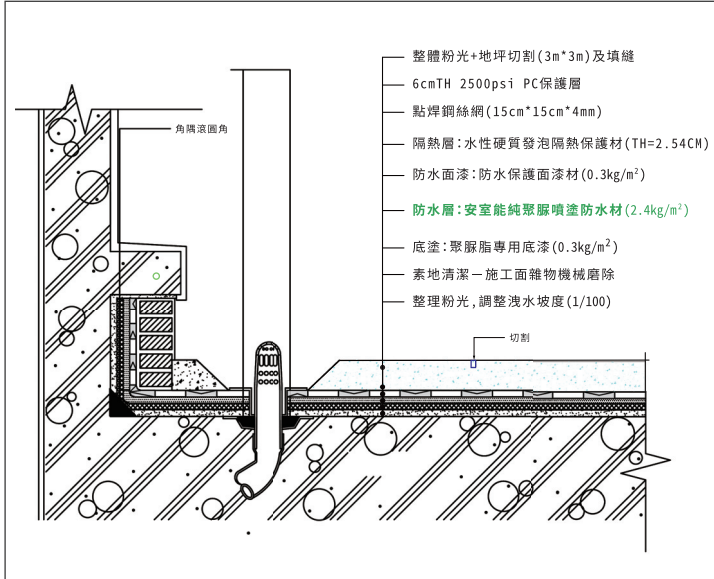 整體粉光+地坪切割(3m*3m)及填縫
6cmTH 2500psi PC保護層
點焊鋼絲網(15cm*15cm*4mm)
角隅滾圓角
隔熱層:水性硬質發泡隔熱保護材(TH=2.54CM)
防水面漆:防水保護面漆材(0.3kg/m²)
防水層:安室能純聚脲噴塗防水材(2.4kg/m²)
底塗:聚脲脂專用底漆(0.3kg/m²)
素地清潔－施工面雜物機械磨除
整理粉光,調整洩水坡度(1/100)
切割